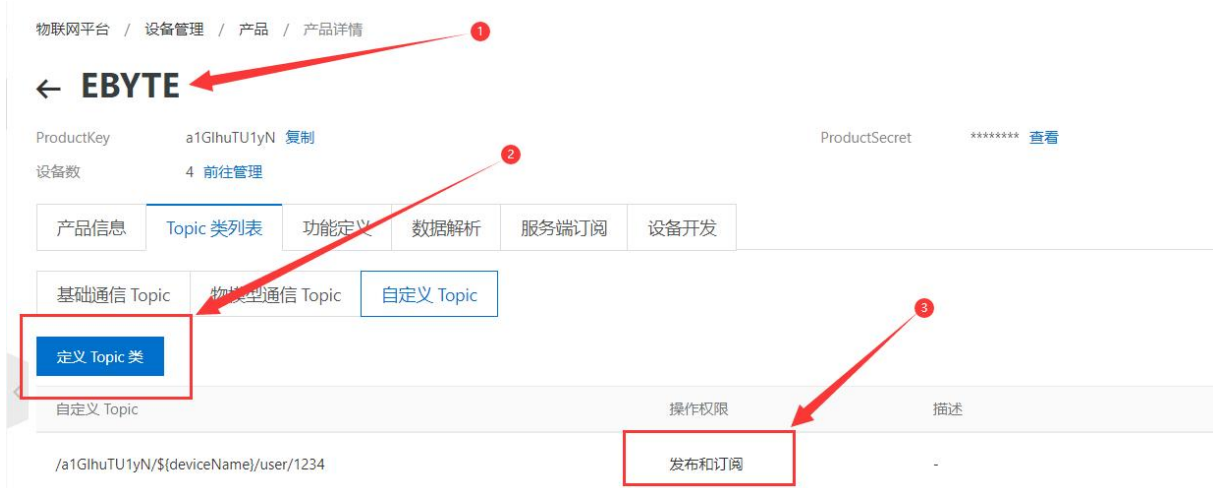 物联网平台 / 设备管理 / 产品 / 产品详情
1
← EBYTE
ProductKey a1GIhuTU1yN 复制 ProductSecret ******** 查看
2
设备数 4 前往管理
产品信息 Topic 类列表 功能定义 数据解析 服务端订阅 设备开发
基础通信 Topic 物模型通信 Topic 自定义 Topic
3
定义 Topic 类
自定义 Topic 操作权限 描述
/a1GIhuTU1yN/${deviceName}/user/1234 发布和订阅 -